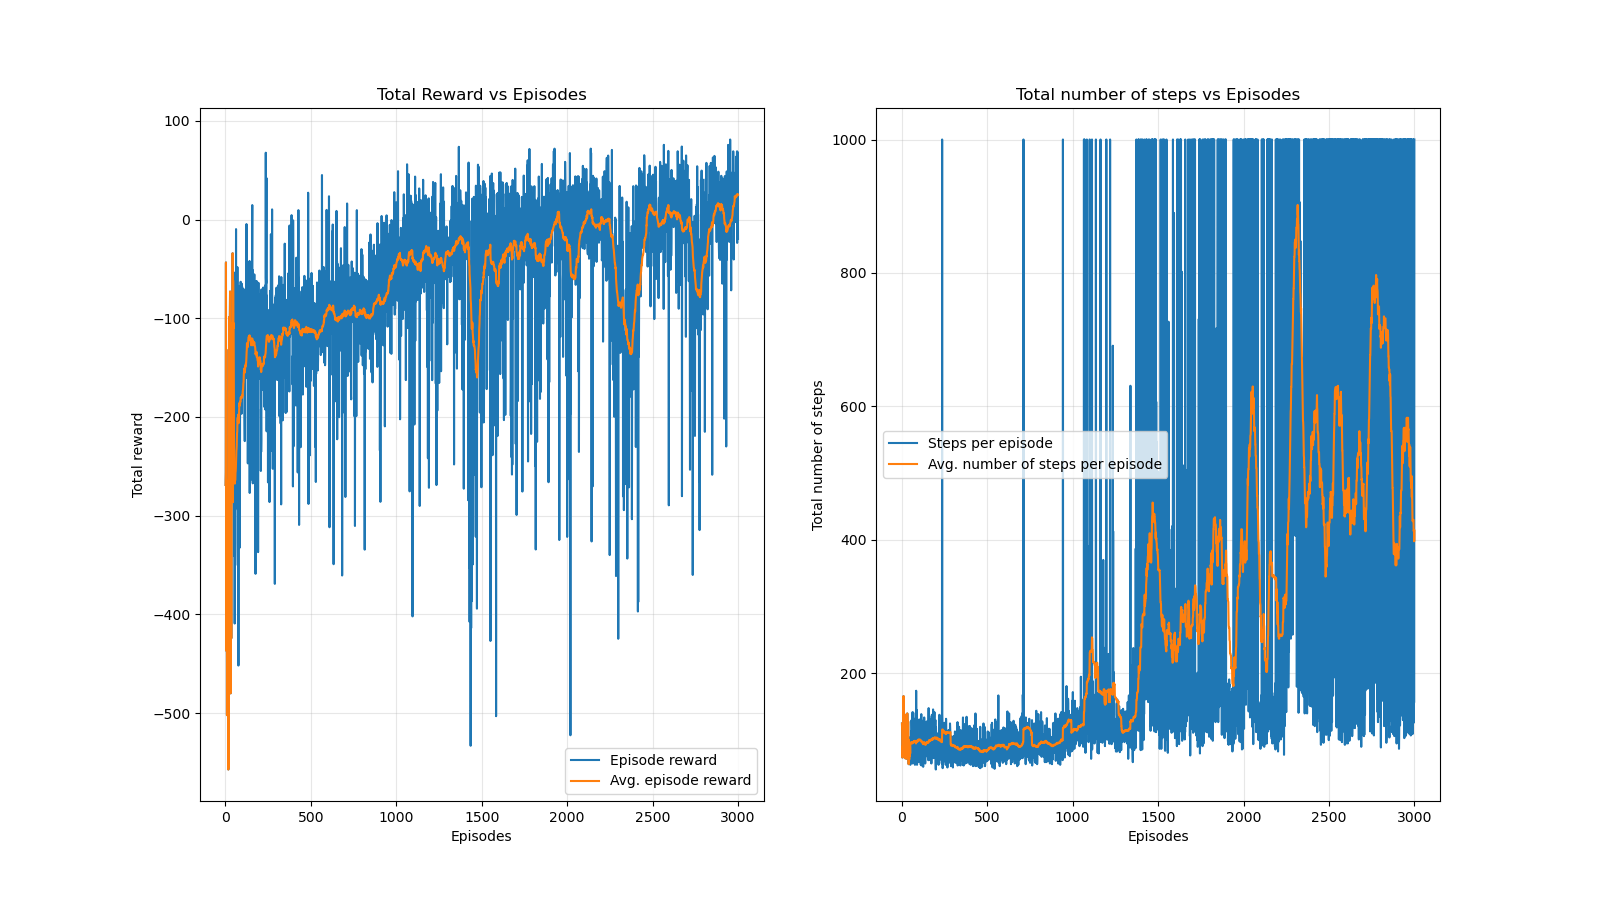 Total Reward vs Episodes
100
0
−100
−200
−300
−400
−500
Total reward
0
500
1000
1500
2000
2500
3000
Episodes
Episode reward
Avg. episode reward
Total number of steps vs Episodes
1000
800
600
400
200
Total number of steps
0
500
1000
1500
2000
2500
3000
Episodes
Steps per episode
Avg. number of steps per episode